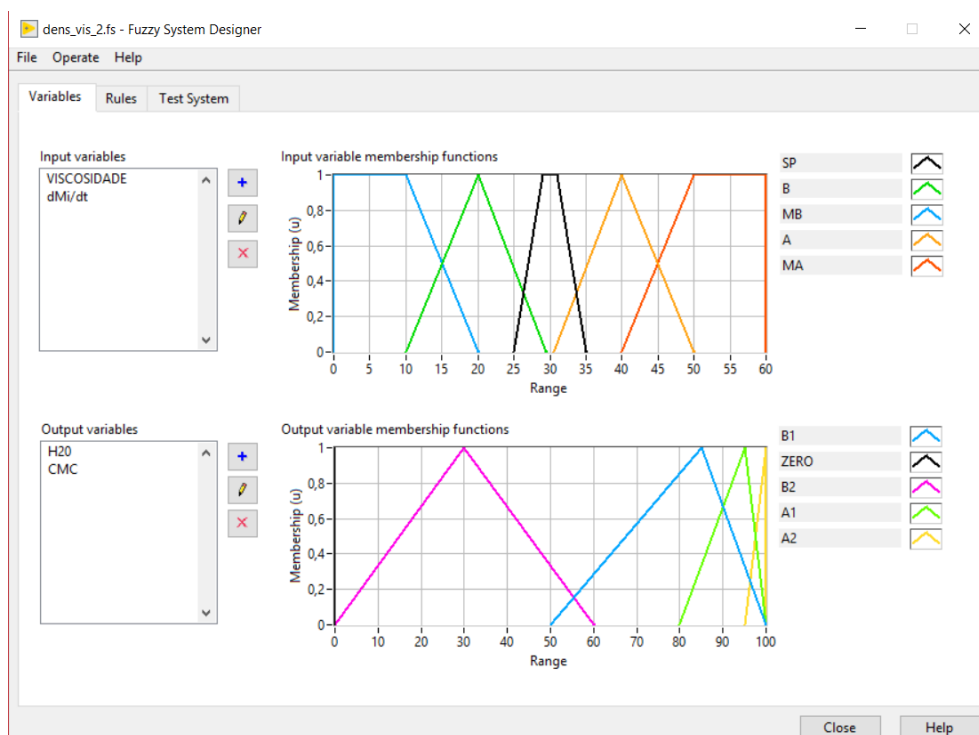 dens_vis_2.fs - Fuzzy System Designer
File Operate Help
Variables Rules Test System
Input variables
VISCOSIDADE
dMi/dt
Input variable membership functions
Membership (u)
1
0,8
0,6
0,4
0,2
0
0 5 10 15 20 25 30 35 40 45 50 55 60
Range
SP
B
MB
A
MA
Output variables
H20
CMC
Output variable membership functions
Membership (u)
1
0,8
0,6
0,4
0,2
0
0 10 20 30 40 50 60 70 80 90 100
Range
B1
ZERO
B2
A1
A2
Close Help